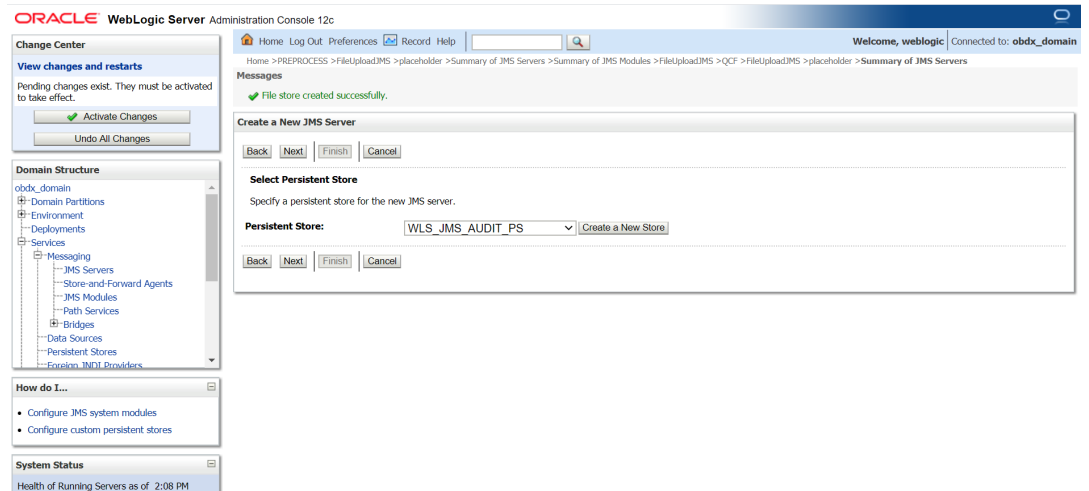 ORACLE WebLogic Server Administration Console 12c
Change Center
View changes and restarts
Pending changes exist. They must be activated
to take effect.
Activate Changes
Undo All Changes
Domain Structure
obdx_domain
Domain Partitions
Environment
Deployments
Services
Messaging
JMS Servers
Store-and-Forward Agents
JMS Modules
Path Services
Bridges
Data Sources
Persistent Stores
Foreign JNDI Providers
How do I...
Configure JMS system modules
Configure custom persistent stores
System Status
Health of Running Servers as of 2:08 PM
Home Log Out Preferences Record Help
Welcome, weblogic Connected to: obdx_domain
Home >PREPROCESS >FileUploadJMS >placeholder >Summary of JMS Servers >Summary of JMS Modules >FileUploadJMS >QCF >FileUploadJMS >placeholder >Summary of JMS Servers
Messages
File store created successfully.
Create a New JMS Server
Back Next Finish Cancel
Select Persistent Store
Specify a persistent store for the new JMS server.
Persistent Store: WLS_JMS_AUDIT_PS Create a New Store
Back Next Finish Cancel